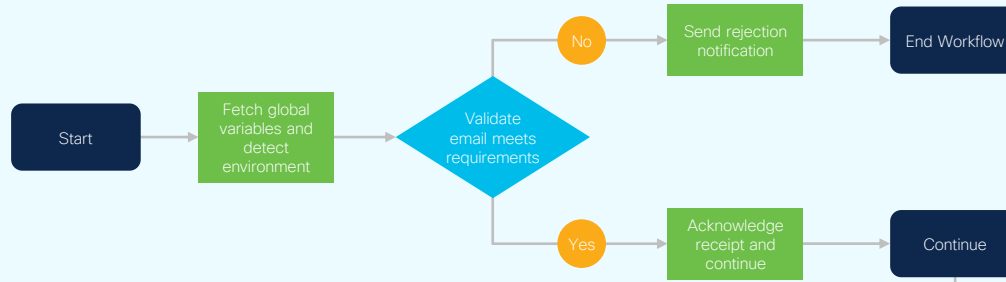 No
Send rejection
notification
End Workflow
Start
Fetch global
variables and
detect
environment
Validate
email meets
requirements
Yes
Acknowledge
receipt and
continue
Continue